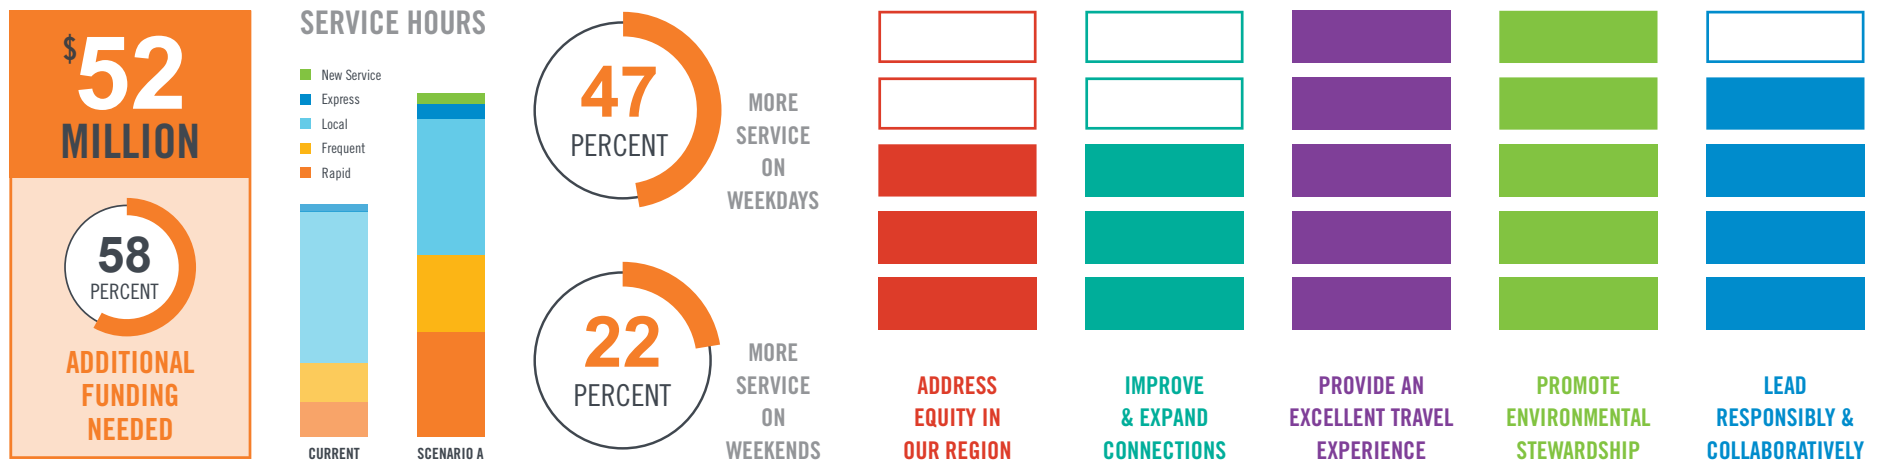 $52
MILLION
58
PERCENT
ADDITIONAL
FUNDING
NEEDED
SERVICE HOURS
New Service
Express
Local
Frequent
Rapid
CURRENT
SCENARIO A
47
PERCENT
MORE
SERVICE
ON
WEEKDAYS
22
PERCENT
MORE
SERVICE
ON
WEEKENDS
ADDRESS
EQUITY IN
OUR REGION
IMPROVE
& EXPAND
CONNECTIONS
PROVIDE AN
EXCELLENT TRAVEL
EXPERIENCE
PROMOTE
ENVIRONMENTAL
STEWARDSHIP
LEAD
RESPONSIBLY &
COLLABORATIVELY